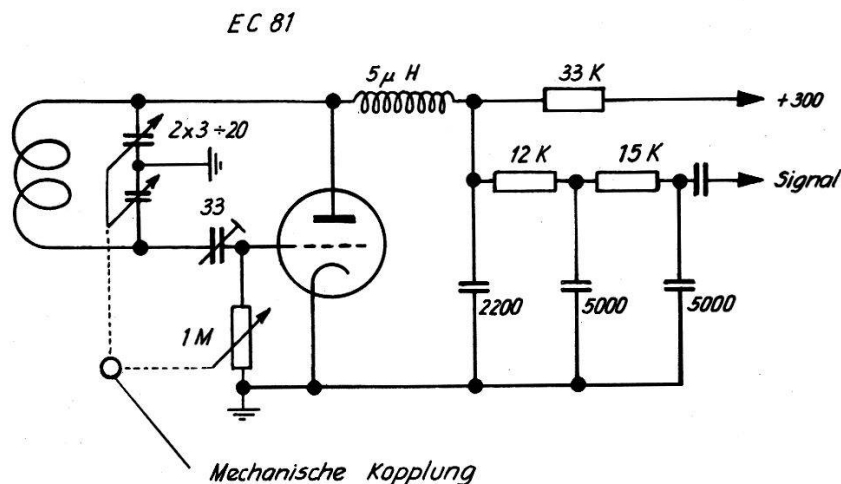 EC 81
5μ H
33 K
+300
2x3÷20
12 K
15 K
Signal
33
2200
5000
5000
1 M
Mechanische Kopplung